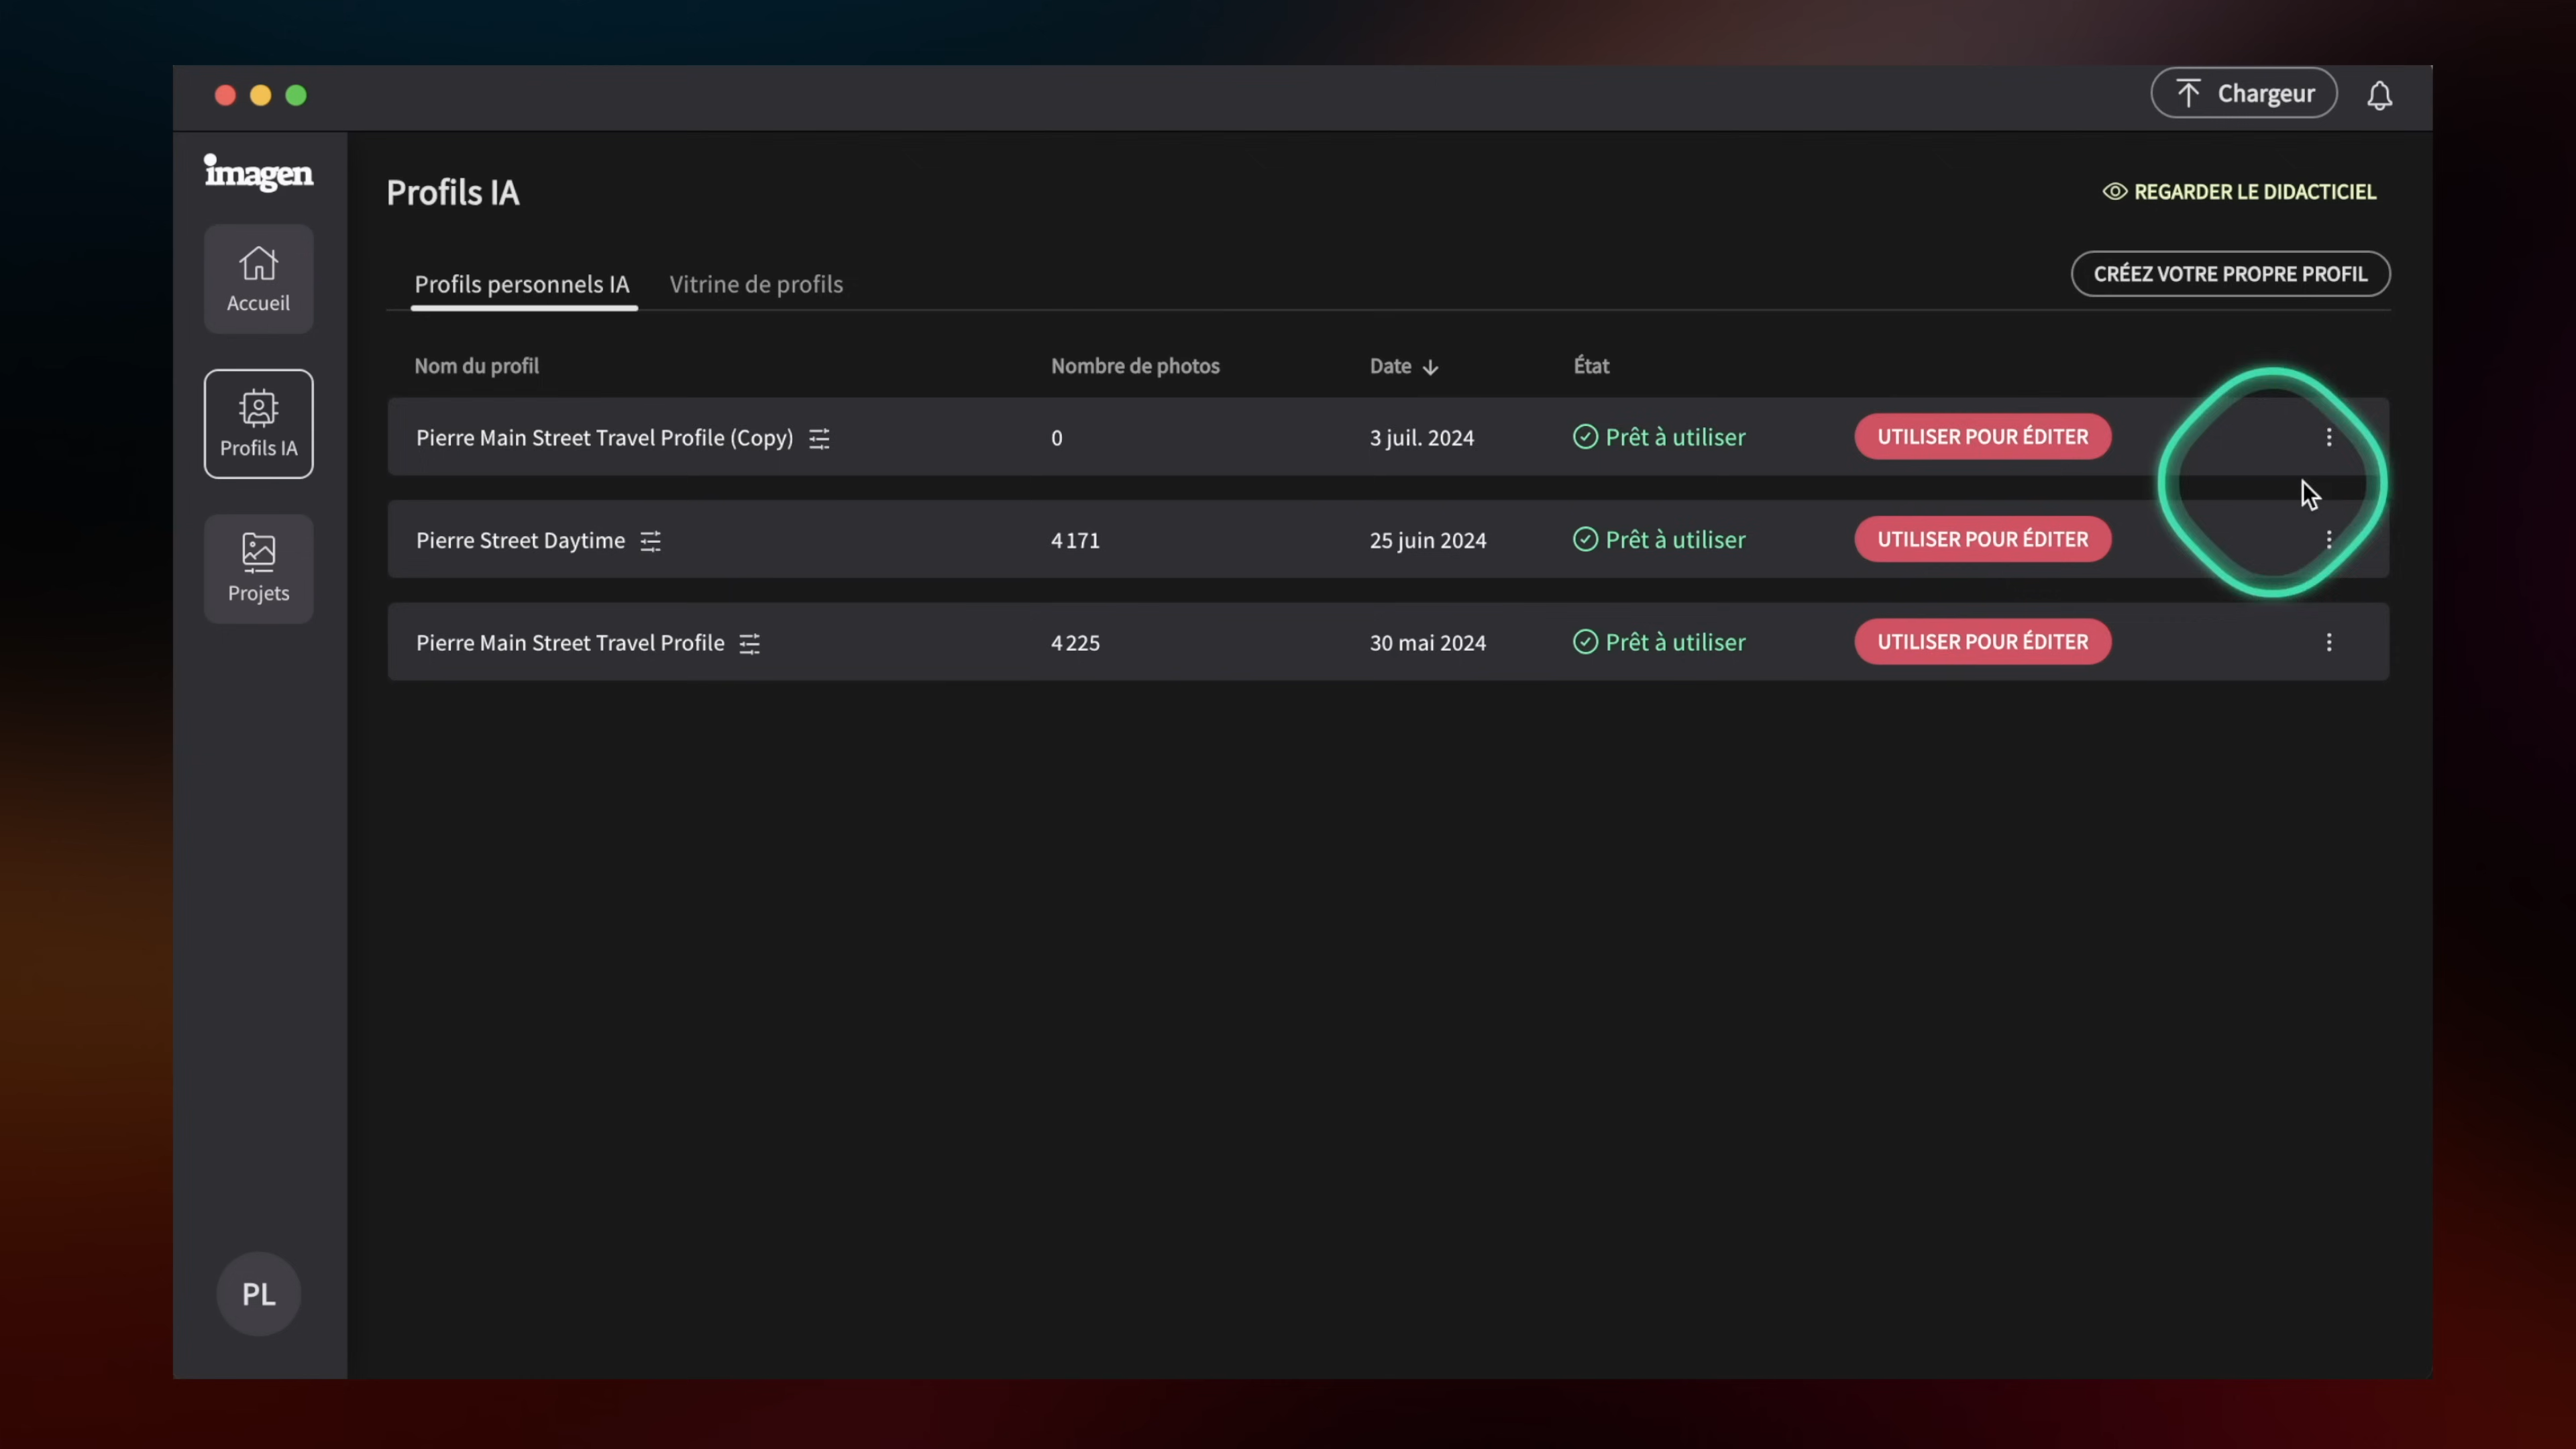 Chargeur
imagen
Accueil
Profils IA
Projets
PL
Profils IA
REGARDER LE DIDACTICIEL
Profils personnels IA Vitrine de profils
CRÉEZ VOTRE PROPRE PROFIL
Nom du profil Nombre de photos Date État
Pierre Main Street Travel Profile (Copy) 0 3 juil. 2024 Prêt à utiliser UTILISER POUR ÉDITER
Pierre Street Daytime 4 171 25 juin 2024 Prêt à utiliser UTILISER POUR ÉDITER
Pierre Main Street Travel Profile 4 225 30 mai 2024 Prêt à utiliser UTILISER POUR ÉDITER